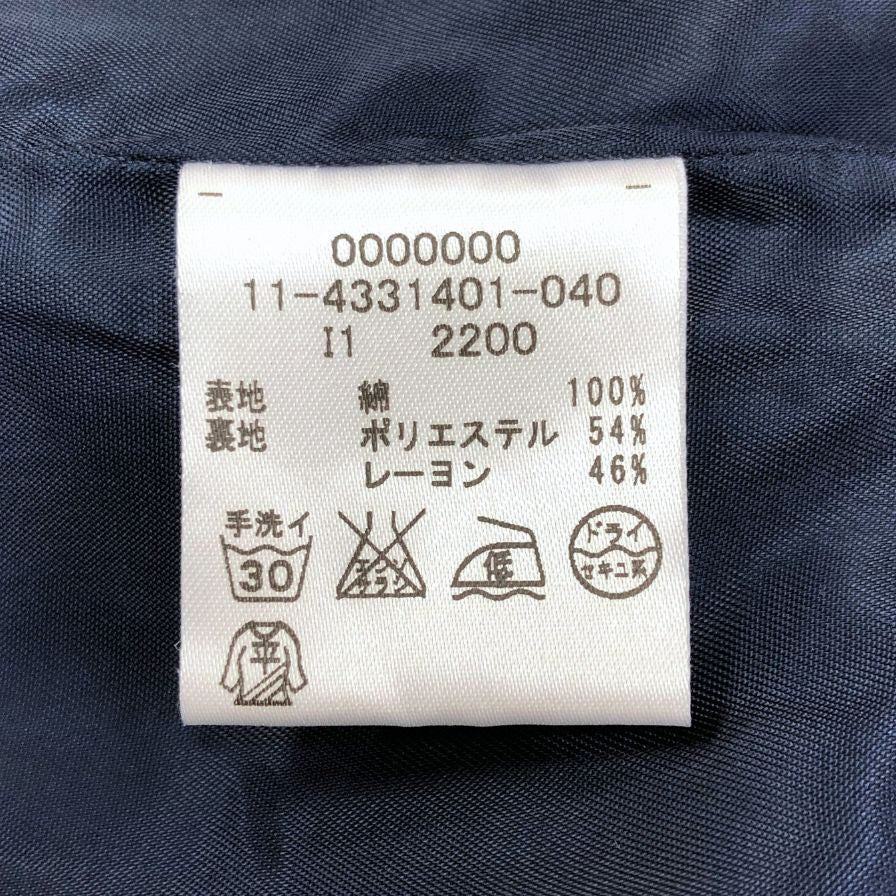 0000000
11-4331401-040
I1 2200
表地 綿 100%
裏地 ポリエステル 54%
レーヨン 46%
手洗イ
30
エンソ
サラシ
低
ドライ
セキユ系
平